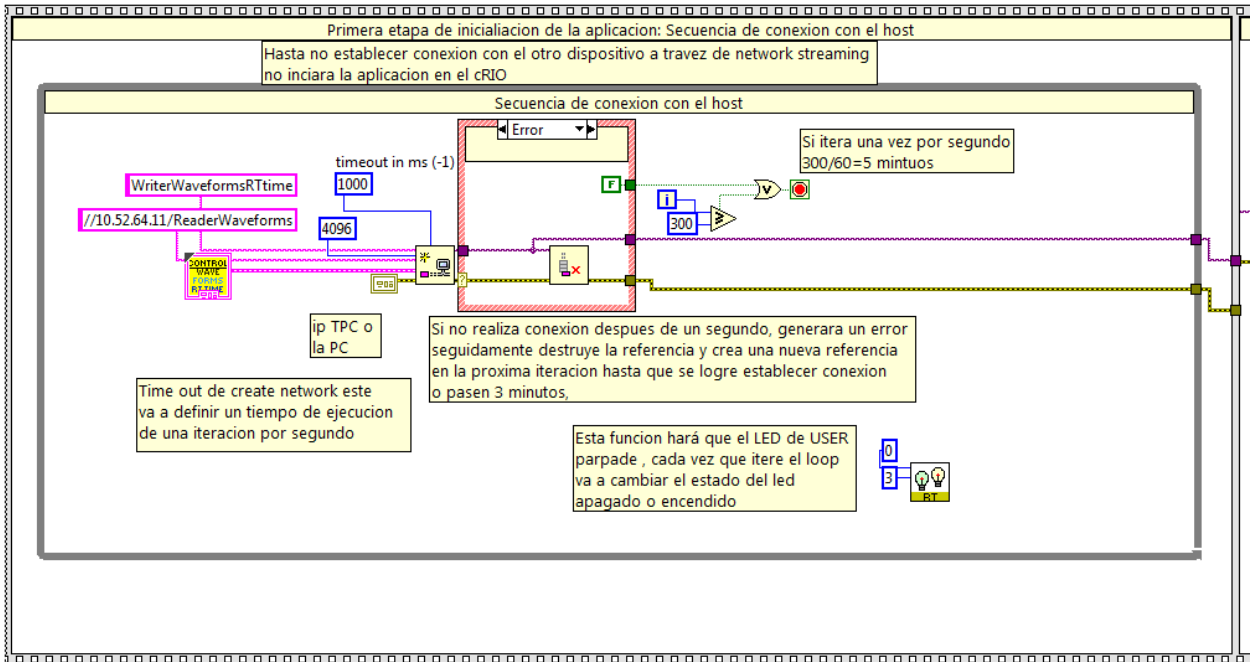 Primera etapa de inicialiacion de la aplicacion: Secuencia de conexion con el host
Hasta no establecer conexion con el otro dispositivo a travez de network streaming
no inciara la aplicacion en el cRIO
Secuencia de conexion con el host
Error
Si itera una vez por segundo
300/60=5 mintuos
timeout in ms (-1)
1000
WriterWaveformsRTtime
F
V
i
300
≥
//10.52.64.11/ReaderWaveforms
4096
CONTROL
WAVE
FORMS
RT TIME
?
ip TPC o
la PC
Si no realiza conexion despues de un segundo, generara un error
seguidamente destruye la referencia y crea una nueva referencia
en la proxima iteracion hasta que se logre establecer conexion
o pasen 3 minutos,
Time out de create network este
va a definir un tiempo de ejecucion
de una iteracion por segundo
Esta funcion hará que el LED de USER
parpade , cada vez que itere el loop
va a cambiar el estado del led
apagado o encendido
0
3
RT